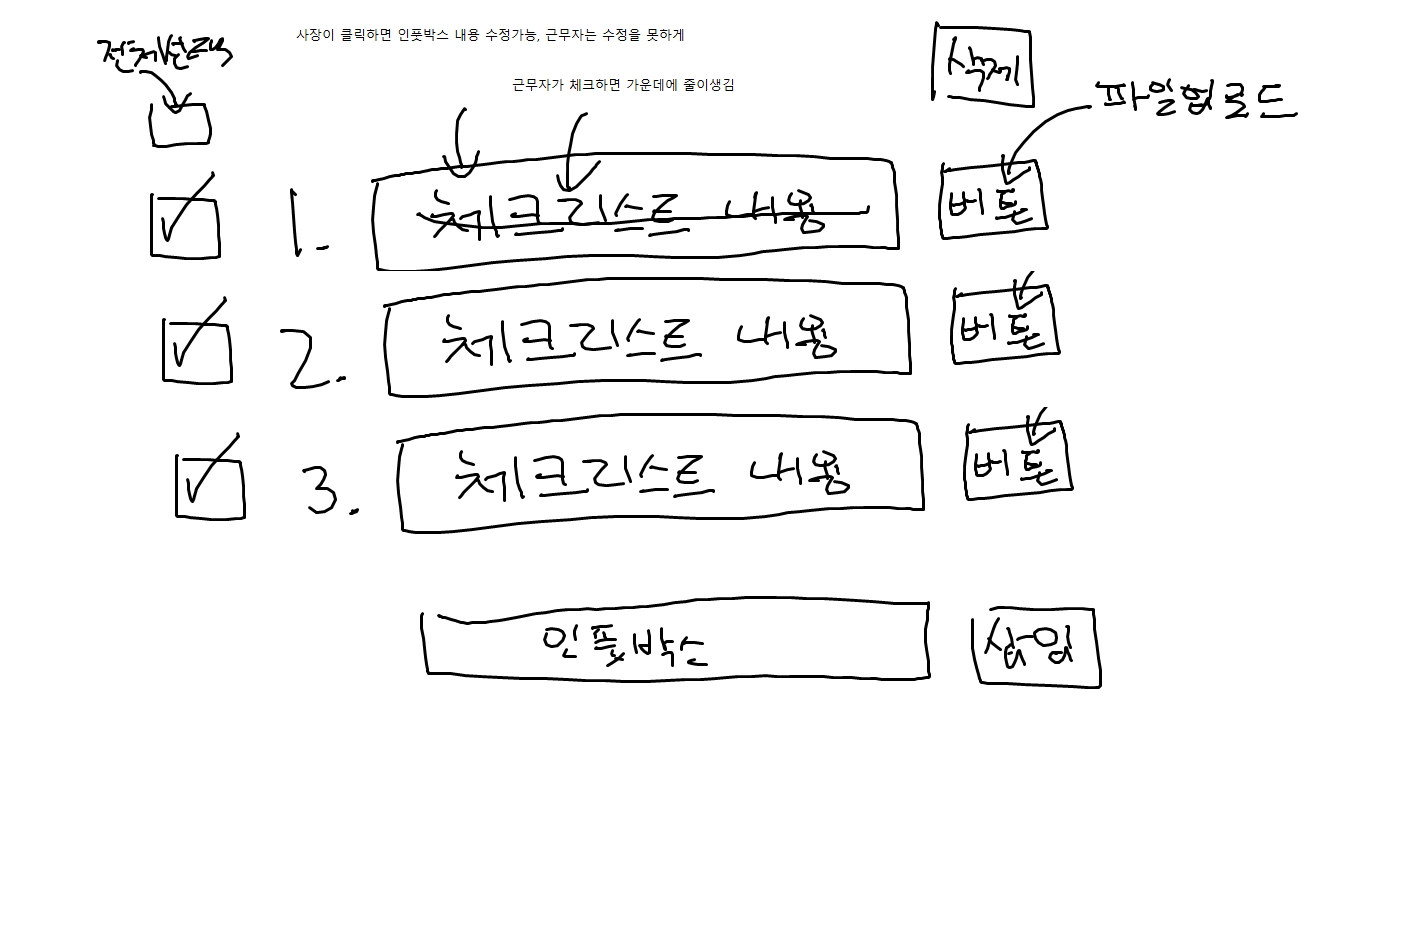 사장이 클릭하면 인풋박스 내용 수정가능, 근무자는 수정을 못하게
전체선택
삭제
근무자가 체크하면 가운데에 줄이생김
파일업로드
1. 체크리스트 내용 버튼
2. 체크리스트 내용 버튼
3. 체크리스트 내용 버튼
인풋박스 삽입